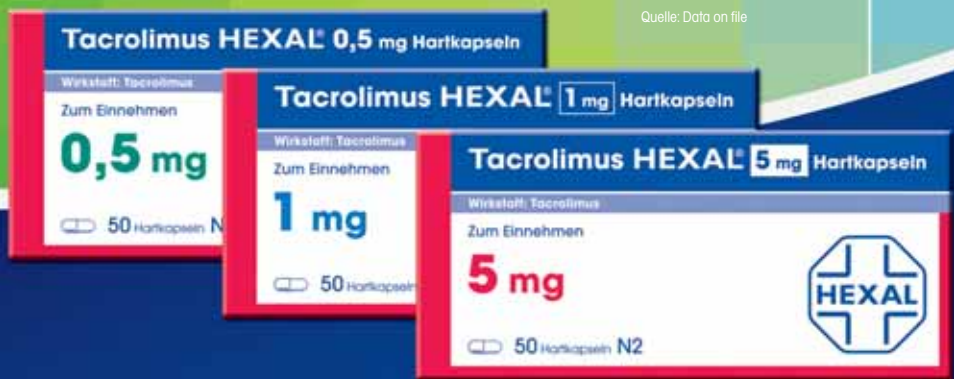 Quelle: Data on file
Tacrolimus HEXAL® 0,5 mg Hartkapseln
Wirkstoff: Tacrolimus
Zum Einnehmen
0,5 mg
50 Hartkapseln N
Tacrolimus HEXAL® 1 mg Hartkapseln
Wirkstoff: Tacrolimus
Zum Einnehmen
1 mg
50 Hartkapseln
Tacrolimus HEXAL® 5 mg Hartkapseln
Wirkstoff: Tacrolimus
Zum Einnehmen
5 mg
50 Hartkapseln N2
HEXAL